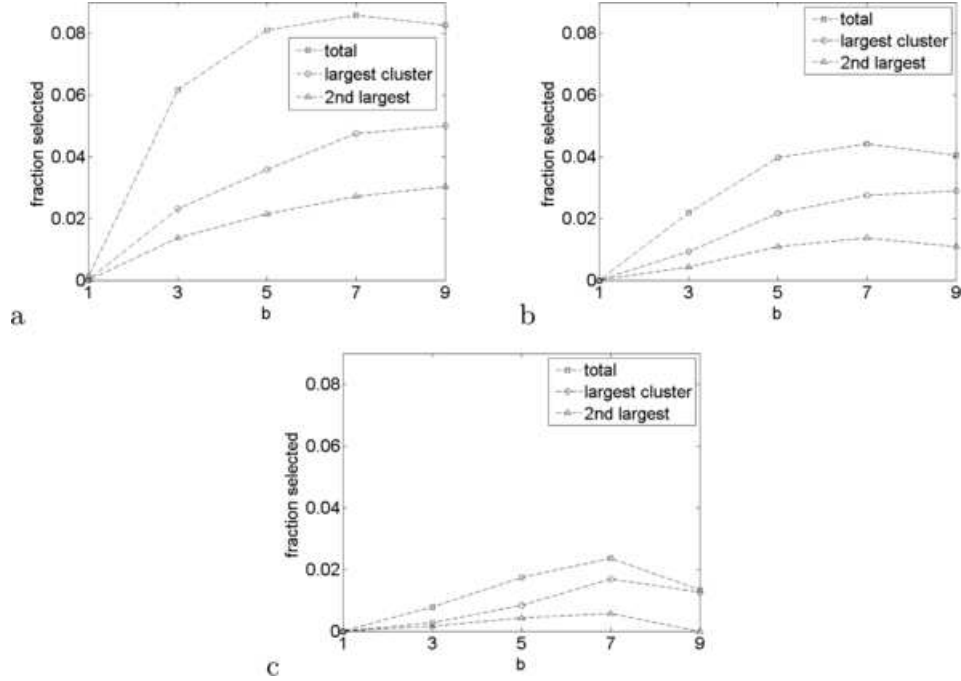 0.08
0.06
0.04
0.02
0
fraction selected
total
largest cluster
2nd largest
1 3 5 7 9
b
a
0.08
0.06
0.04
0.02
0
fraction selected
total
largest cluster
2nd largest
1 3 5 7 9
b
b
0.08
0.06
0.04
0.02
0
fraction selected
total
largest cluster
2nd largest
1 3 5 7 9
b
c